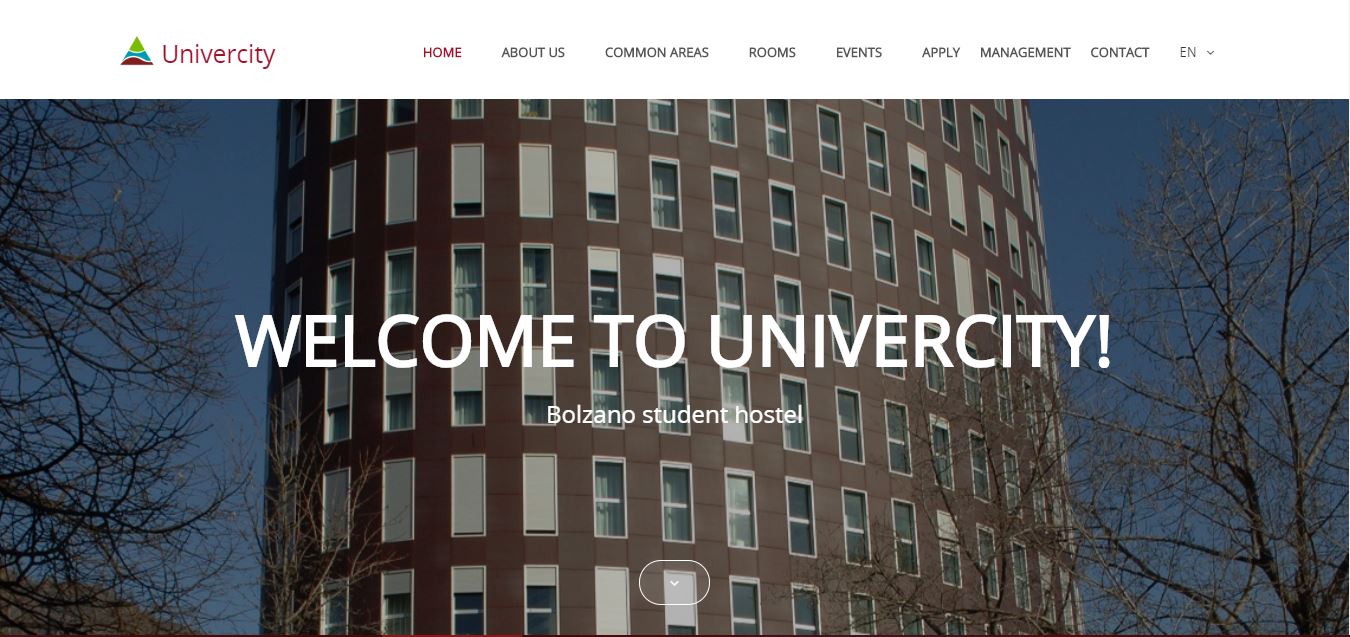 Univercity
HOME ABOUT US COMMON AREAS ROOMS EVENTS APPLY MANAGEMENT CONTACT EN
WELCOME TO UNIVERCITY!
Bolzano student hostel